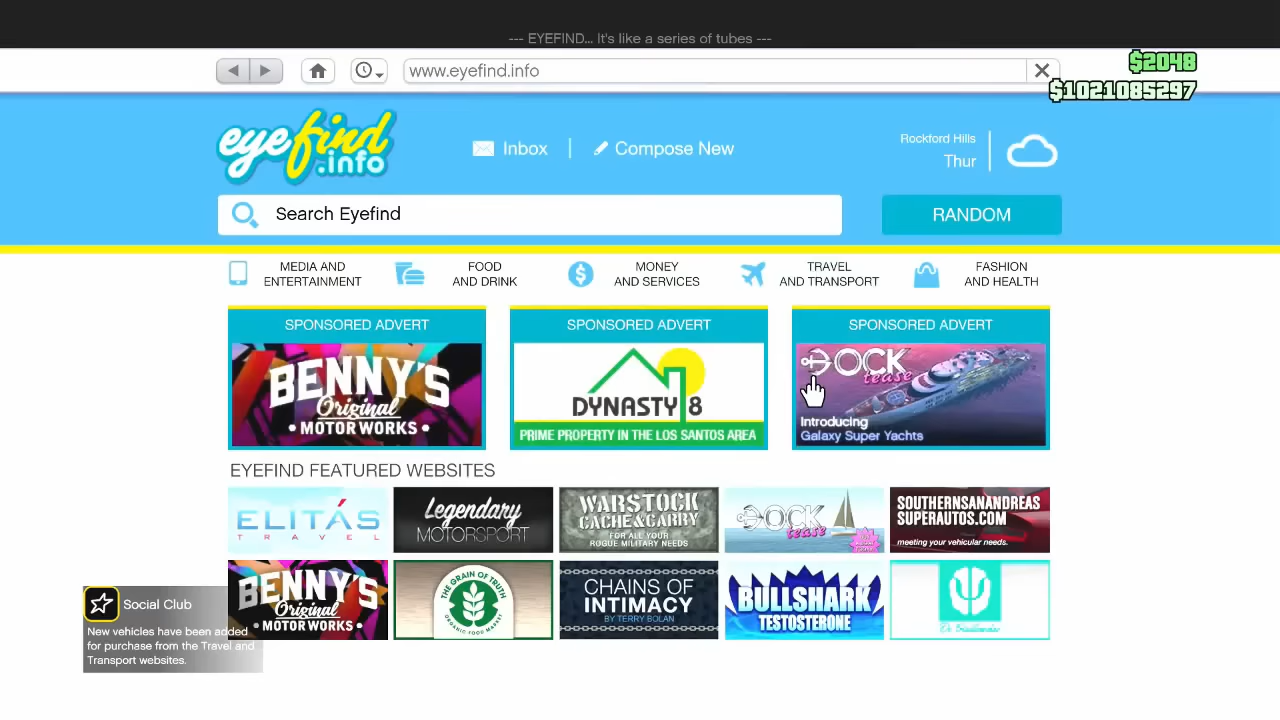 --- EYEFIND... It's like a series of tubes ---
www.eyefind.info
$2048
$1021085297
eyefind
.info
Inbox
Compose New
Rockford Hills
Thur
Search Eyefind
RANDOM
MEDIA AND
ENTERTAINMENT
FOOD
AND DRINK
MONEY
AND SERVICES
TRAVEL
AND TRANSPORT
FASHION
AND HEALTH
SPONSORED ADVERT
BENNY'S
Original
MOTOR WORKS
SPONSORED ADVERT
DYNASTY 8
PRIME PROPERTY IN THE LOS SANTOS AREA
SPONSORED ADVERT
DOCK
tease
Introducing
Galaxy Super Yachts
EYEFIND FEATURED WEBSITES
ELITÁS
TRAVEL
Legendary
MOTORSPORT
WARSTOCK
CACHE & CARRY
FOR ALL YOUR
ROGUE MILITARY NEEDS
DOCK
tease
SOUTHERNSANANDREAS
SUPERAUTOS.COM
meeting your vehicular needs.
BENNY'S
Original
MOTOR WORKS
THE GRAIN OF TRUTH
ORGANIC FOOD MARKET
CHAINS OF
INTIMACY
BY TERRY BOLAN
BULLSHARK
TESTOSTERONE
Social Club
New vehicles have been added
for purchase from the Travel and
Transport websites.